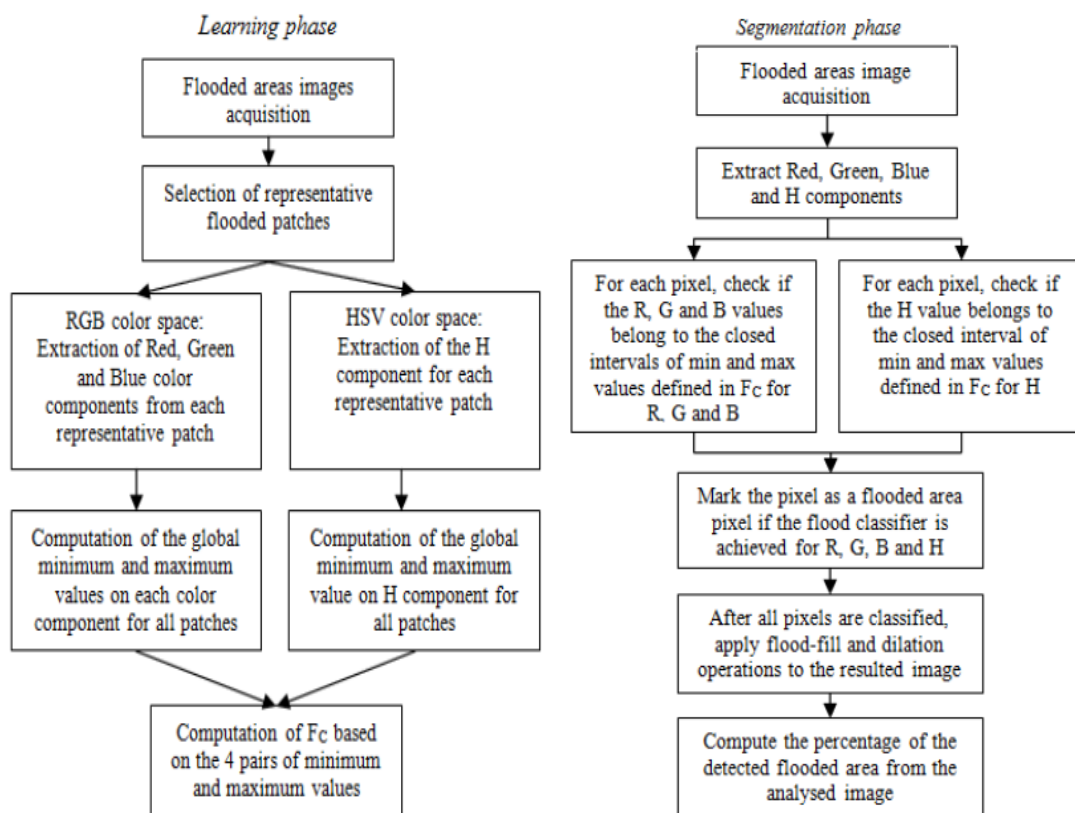 Learning phase
Flooded areas images
acquisition
Selection of representative
flooded patches
RGB color space:
Extraction of Red, Green
and Blue color
components from each
representative patch
HSV color space:
Extraction of the H
component for each
representative patch
Computation of the global
minimum and maximum
values on each color
component for all patches
Computation of the global
minimum and maximum
value on H component for
all patches
Computation of FC based
on the 4 pairs of minimum
and maximum values
Segmentation phase
Flooded areas image
acquisition
Extract Red, Green, Blue
and H components
For each pixel, check if
the R, G and B values
belong to the closed
intervals of min and max
values defined in FC for
R, G and B
For each pixel, check if
the H value belongs to
the closed interval of
min and max values
defined in FC for H
Mark the pixel as a flooded area
pixel if the flood classifier is
achieved for R, G, B and H
After all pixels are classified,
apply flood-fill and dilation
operations to the resulted image
Compute the percentage of the
detected flooded area from the
analysed image